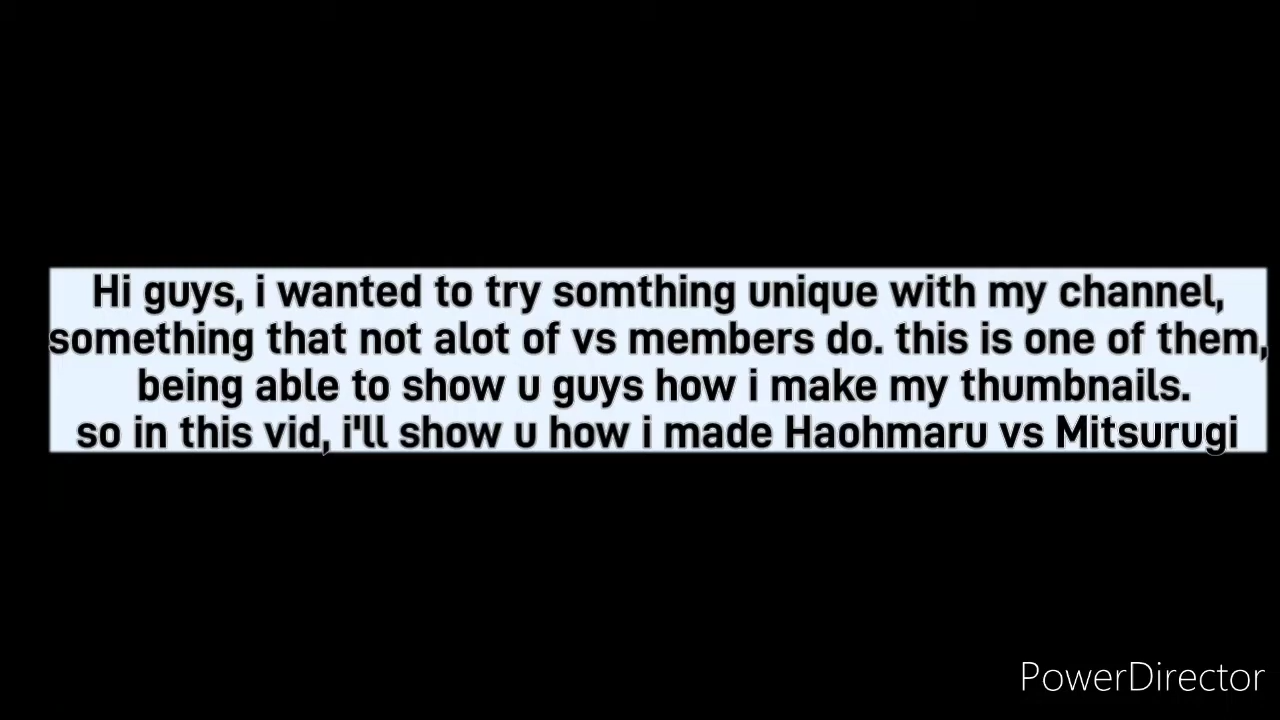 Hi guys, i wanted to try somthing unique with my channel,
something that not alot of vs members do. this is one of them,
being able to show u guys how i make my thumbnails.
so in this vid, i'll show u how i made Haohmaru vs Mitsurugi
PowerDirector